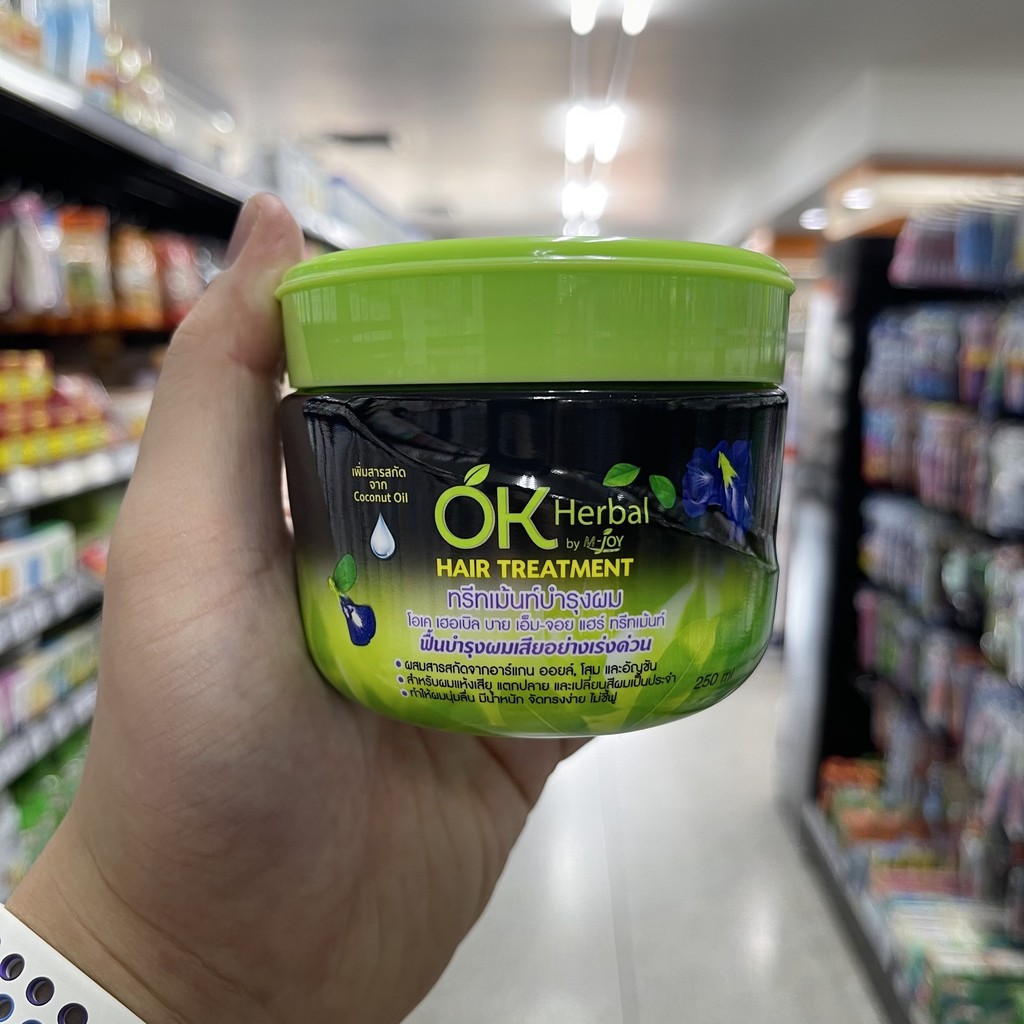 เพิ่มสารสกัด
จาก
Coconut Oil
OK Herbal
by M-JOY
HAIR TREATMENT
ทรีทเม้นท์บำรุงผม
โอเค เฮอเบิล บาย เอ็ม-จอย แฮร์ ทรีทเม้นท์
ฟื้นบำรุงผมเสียอย่างเร่งด่วน
• ผสมสารสกัดจากอาร์แกน ออยล์, โสม และอัญชัน
• สำหรับผมแห้งเสีย แตกปลาย และเปลี่ยนสีผมเป็นประจำ
• ทำให้ผมนุ่มลื่น มีน้ำหนัก จัดทรงง่าย ไม่ชี้ฟู
250 ml